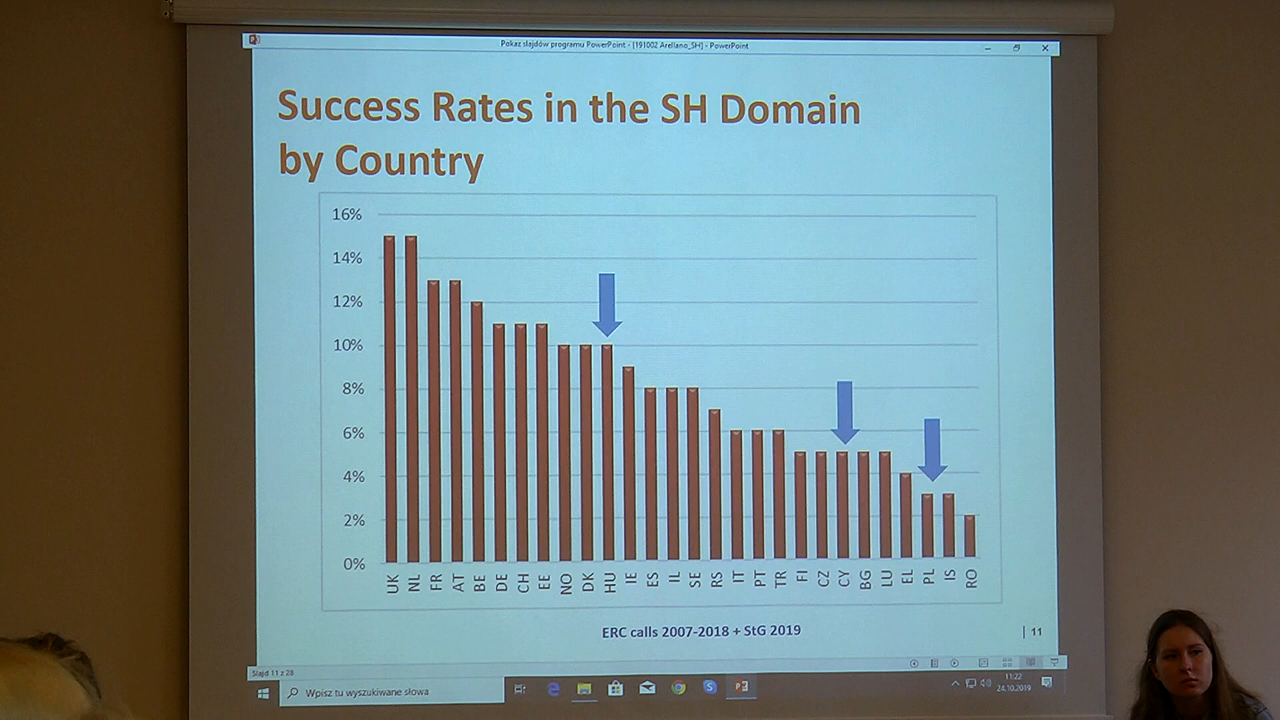 Pokaz slajdów programu PowerPoint - [191002 Arellano_SH] - PowerPoint
Success Rates in the SH Domain
by Country
16%
14%
12%
10%
8%
6%
4%
2%
0%
UK NL FR AT BE DE CH EE NO DK HU IE ES IL SE RS IT PT TR FI CZ CY BG LU EL PL IS RO
ERC calls 2007-2018 + StG 2019
| 11
Slajd 11 z 28
Wpisz tu wyszukiwane słowa
11:22
24.10.2019